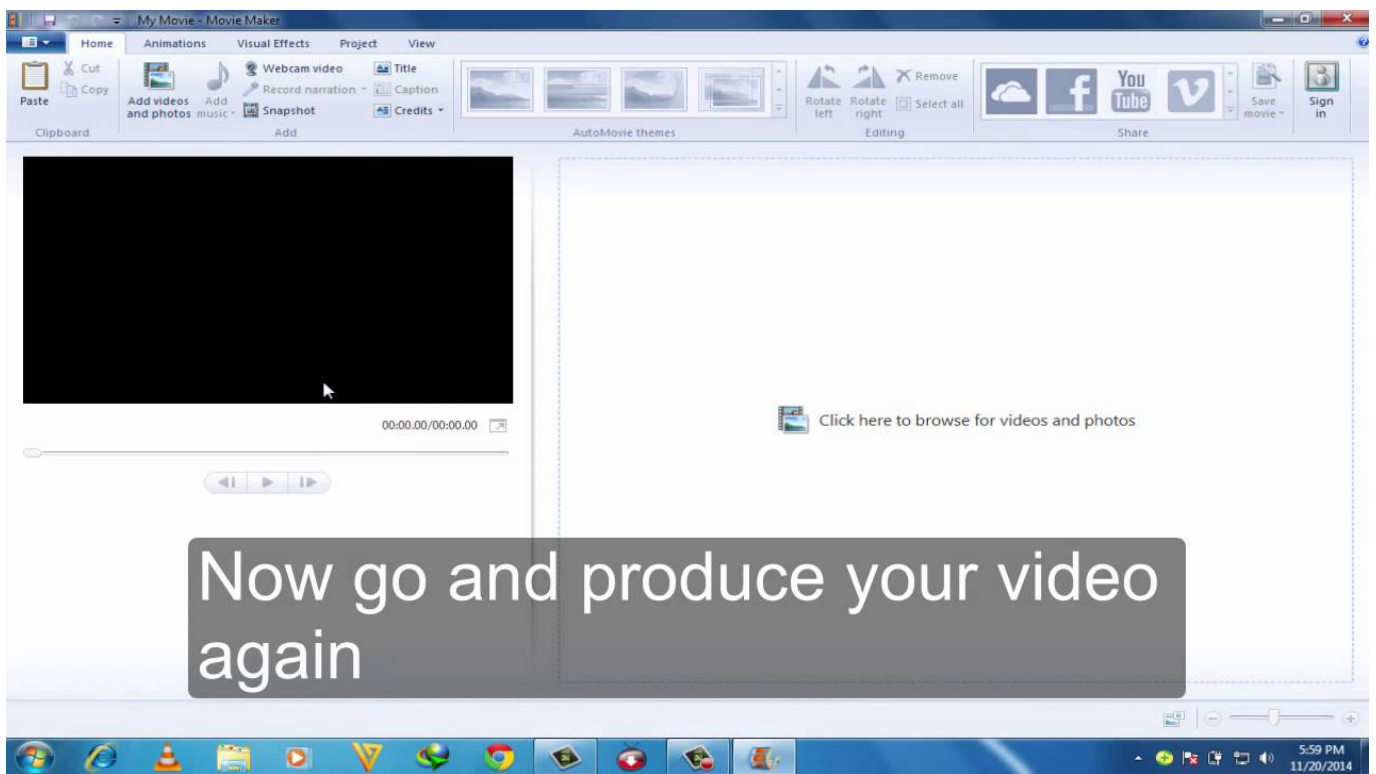 My Movie - Movie Maker
Home Animations Visual Effects Project View
Paste
Cut
Copy
Clipboard
Add videos and photos
Add music
Webcam video
Record narration
Snapshot
Title
Caption
Credits
Add
AutoMovie themes
Rotate left
Rotate right
Remove
Select all
Editing
f
You
Tube
V
Share
Save movie
Sign in
00:00.00/00:00.00
Click here to browse for videos and photos
Now go and produce your video
again
5:59 PM
11/20/2014